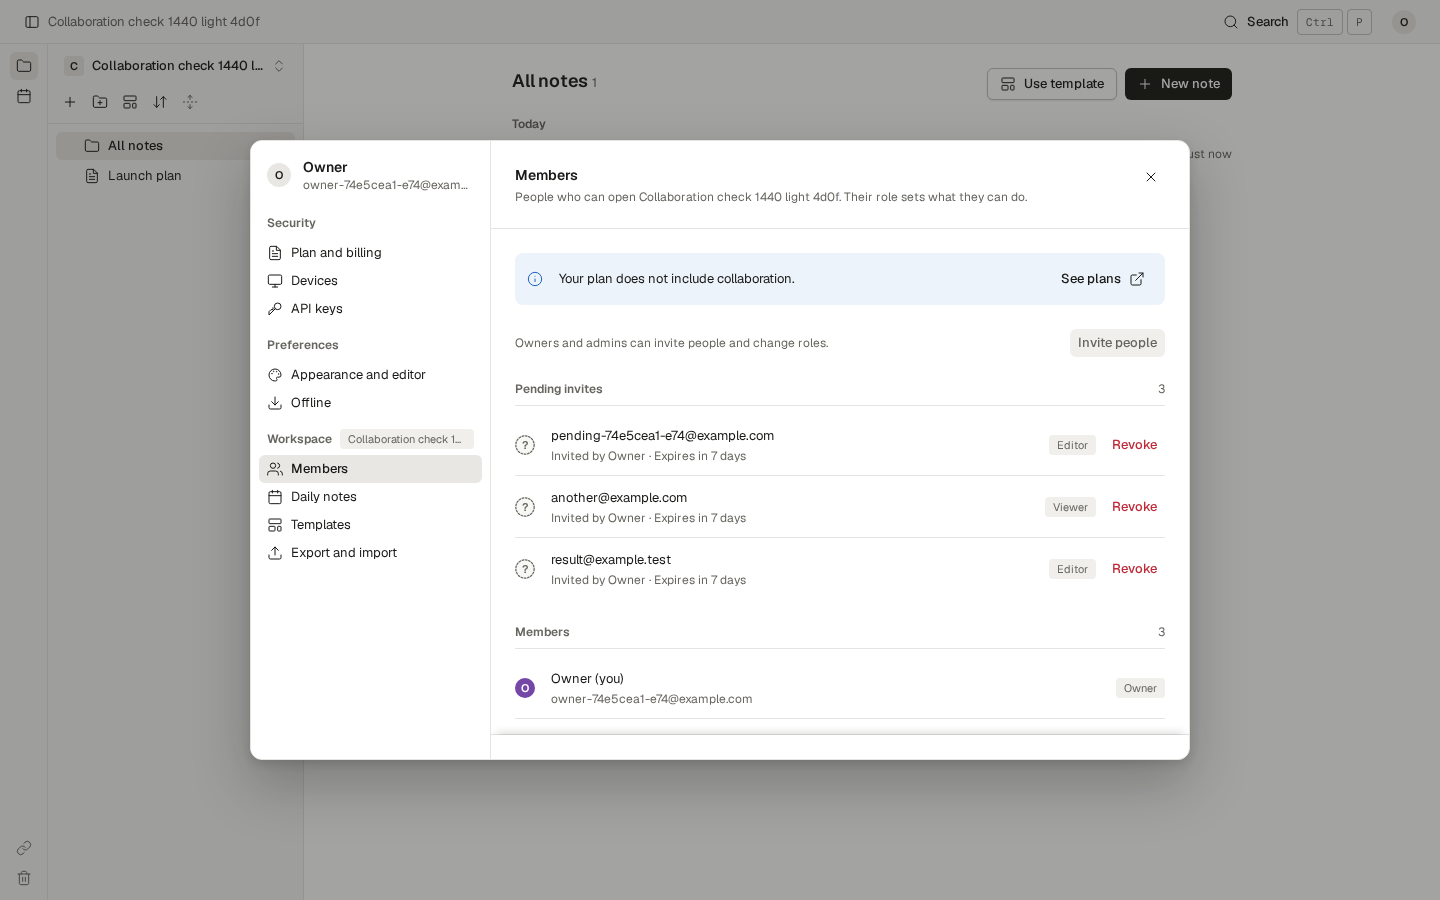 Collaboration check 1440 light 4d0f
Search Ctrl P O
C Collaboration check 1440 l...
All notes 1
Use template
New note
Today
All notes
Launch plan
ust now
O Owner
owner-74e5cea1-e74@exam...
Security
Plan and billing
Devices
API keys
Preferences
Appearance and editor
Offline
Workspace Collaboration check 1...
Members
Daily notes
Templates
Export and import
Members
People who can open Collaboration check 1440 light 4d0f. Their role sets what they can do.
Your plan does not include collaboration. See plans
Owners and admins can invite people and change roles. Invite people
Pending invites 3
? pending-74e5cea1-e74@example.com Editor Revoke
Invited by Owner · Expires in 7 days
? another@example.com Viewer Revoke
Invited by Owner · Expires in 7 days
? result@example.test Editor Revoke
Invited by Owner · Expires in 7 days
Members 3
O Owner (you) Owner
owner-74e5cea1-e74@example.com